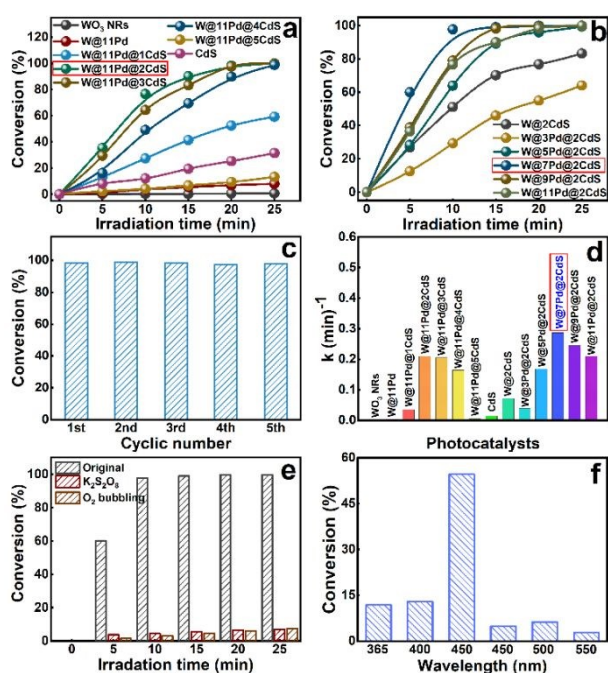 a
Conversion (%)
120
100
80
60
40
20
0
WO3 NRs
W@11Pd
W@11Pd@1CdS
W@11Pd@2CdS
W@11Pd@3CdS
W@11Pd@4CdS
W@11Pd@5CdS
CdS
0 5 10 15 20 25
Irradiation time (min)
b
Conversion (%)
100
80
60
40
20
0
W@2CdS
W@3Pd@2CdS
W@5Pd@2CdS
W@7Pd@2CdS
W@9Pd@2CdS
W@11Pd@2CdS
0 5 10 15 20 25
Irradiation time (min)
c
Conversion (%)
100
80
60
40
20
0
1st 2nd 3rd 4th 5th
Cyclic number
d
k (min)-1
0.6
0.5
0.4
0.3
0.2
0.1
0.0
WO3 NRs
W@11Pd
W@11Pd@1CdS
W@11Pd@2CdS
W@11Pd@3CdS
W@11Pd@4CdS
W@11Pd@5CdS
CdS
W@2CdS
W@3Pd@2CdS
W@5Pd@2CdS
W@7Pd@2CdS
W@9Pd@2CdS
W@11Pd@2CdS
Photocatalysts
e
Conversion (%)
100
80
60
40
20
0
Original
K2S2O8
O2 bubbling
0 5 10 15 20 25
Irradation time (min)
f
Conversion (%)
60
45
30
15
0
365 400 450 450 500 550
Wavelength (nm)